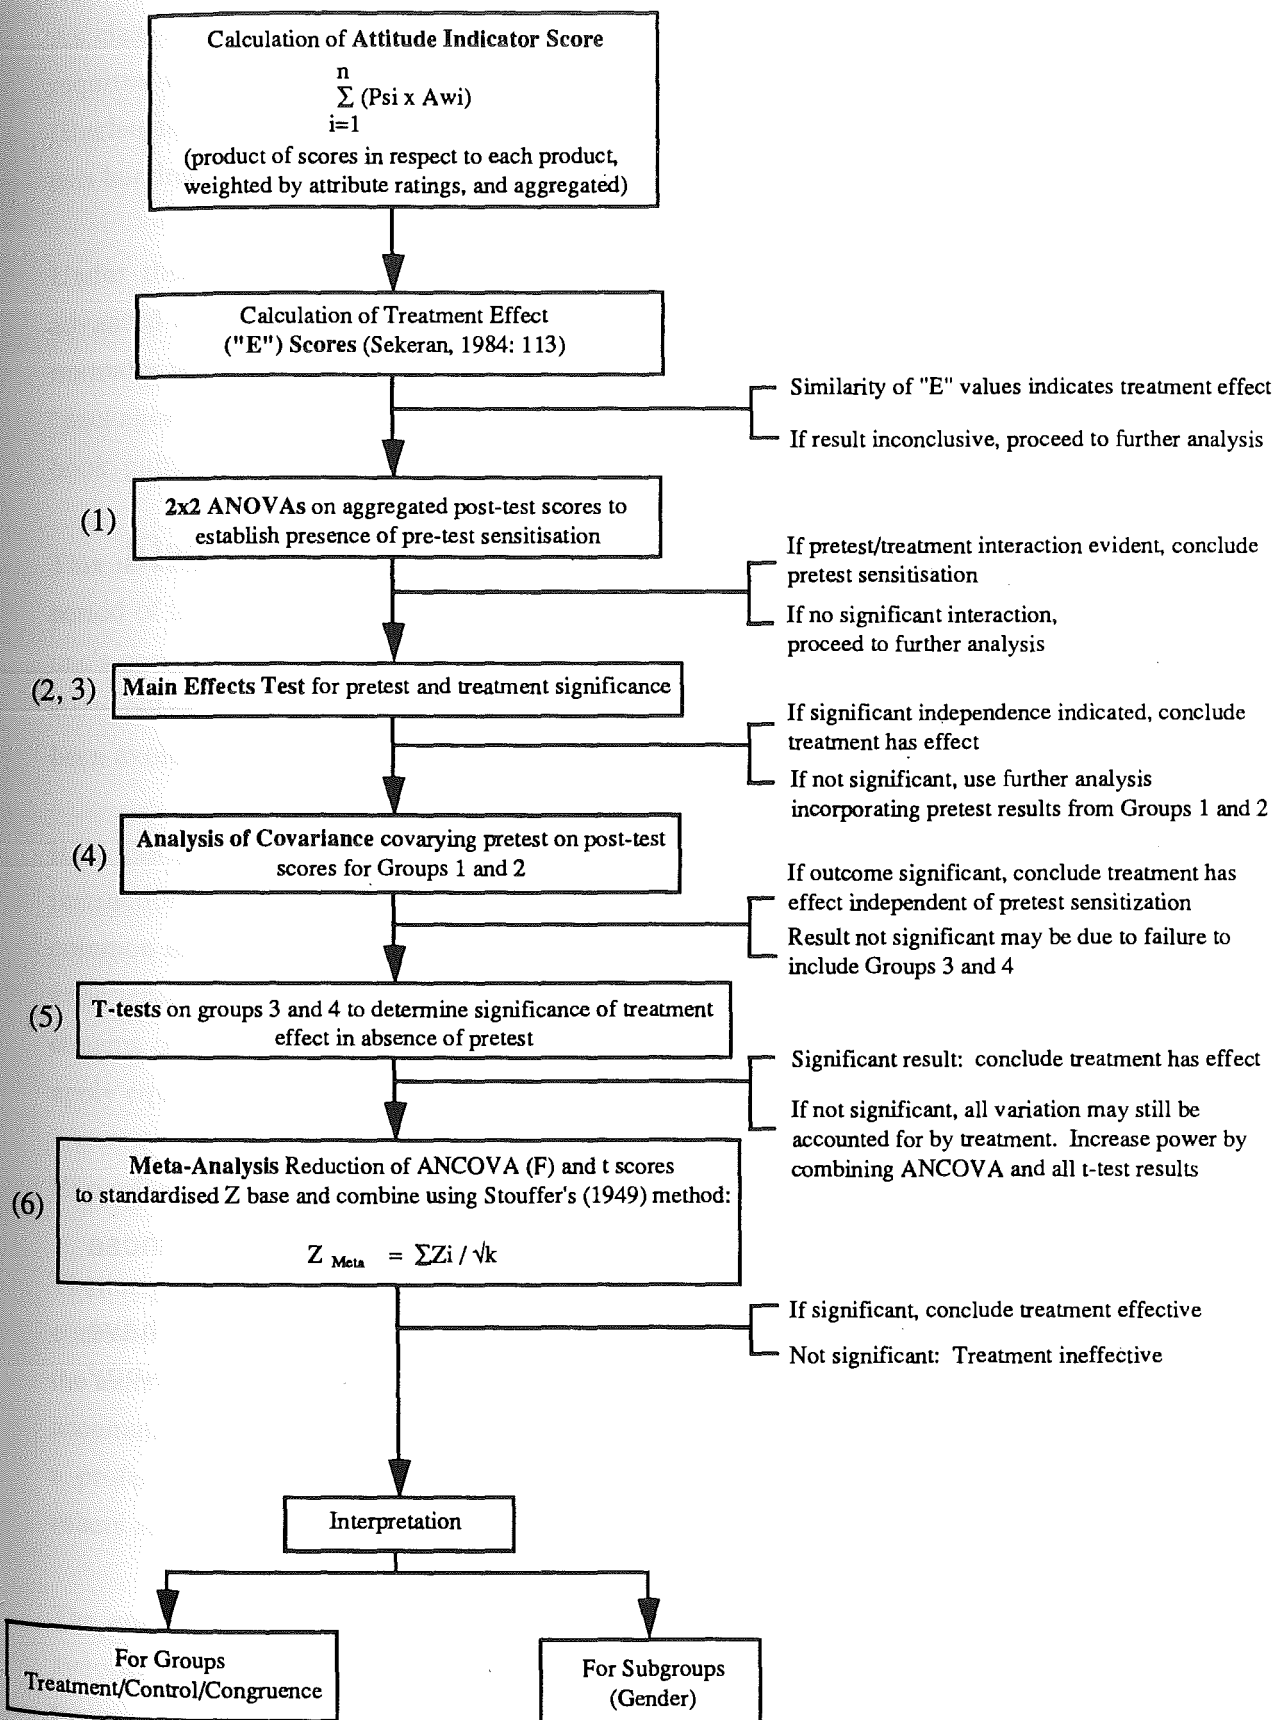 Calculation of Attitude Indicator Score
n
Σ (Psi x Awi)
i=1
(product of scores in respect to each product,
weighted by attribute ratings, and aggregated)
Calculation of Treatment Effect
("E") Scores (Sekeran, 1984: 113)
Similarity of "E" values indicates treatment effect
If result inconclusive, proceed to further analysis
(1)
2x2 ANOVAs on aggregated post-test scores to
establish presence of pre-test sensitisation
If pretest/treatment interaction evident, conclude
pretest sensitisation
If no significant interaction,
proceed to further analysis
(2, 3)
Main Effects Test for pretest and treatment significance
If significant independence indicated, conclude
treatment has effect
If not significant, use further analysis
incorporating pretest results from Groups 1 and 2
(4)
Analysis of Covariance covarying pretest on post-test
scores for Groups 1 and 2
If outcome significant, conclude treatment has
effect independent of pretest sensitization
Result not significant may be due to failure to
include Groups 3 and 4
(5)
T-tests on groups 3 and 4 to determine significance of treatment
effect in absence of pretest
Significant result: conclude treatment has effect
If not significant, all variation may still be
accounted for by treatment. Increase power by
combining ANCOVA and all t-test results
(6)
Meta-Analysis Reduction of ANCOVA (F) and t scores
to standardised Z base and combine using Stouffer's (1949) method:
Z Meta = ∑Zi / √k
If significant, conclude treatment effective
Not significant: Treatment ineffective
Interpretation
For Groups
Treatment/Control/Congruence
For Subgroups
(Gender)